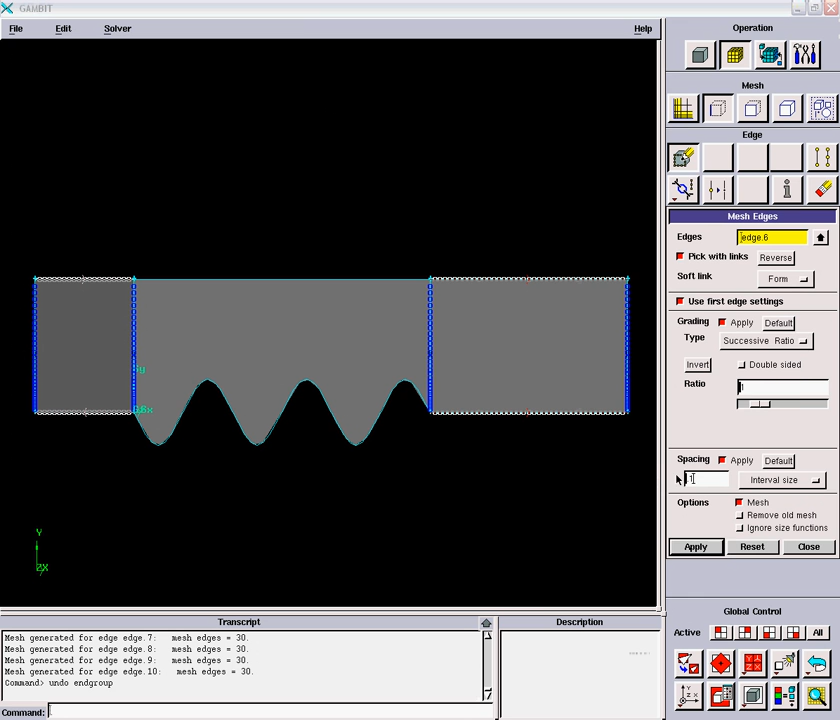 GAMBIT
File Edit Solver Help
Operation
Mesh
Edge
Mesh Edges
Edges edge.6
Pick with links Reverse
Soft link Form
Use first edge settings
Grading Apply Default
Type Successive Ratio
Invert Double sided
Ratio 1
Spacing Apply Default
Interval size
Options Mesh
Remove old mesh
Ignore size functions
Apply Reset Close
Y
ZX
Transcript
Mesh generated for edge edge.7: mesh edges = 30.
Mesh generated for edge edge.8: mesh edges = 30.
Mesh generated for edge edge.9: mesh edges = 30.
Mesh generated for edge edge.10: mesh edges = 30.
Command> undo endgroup
Command:
Description
Global Control
Active All